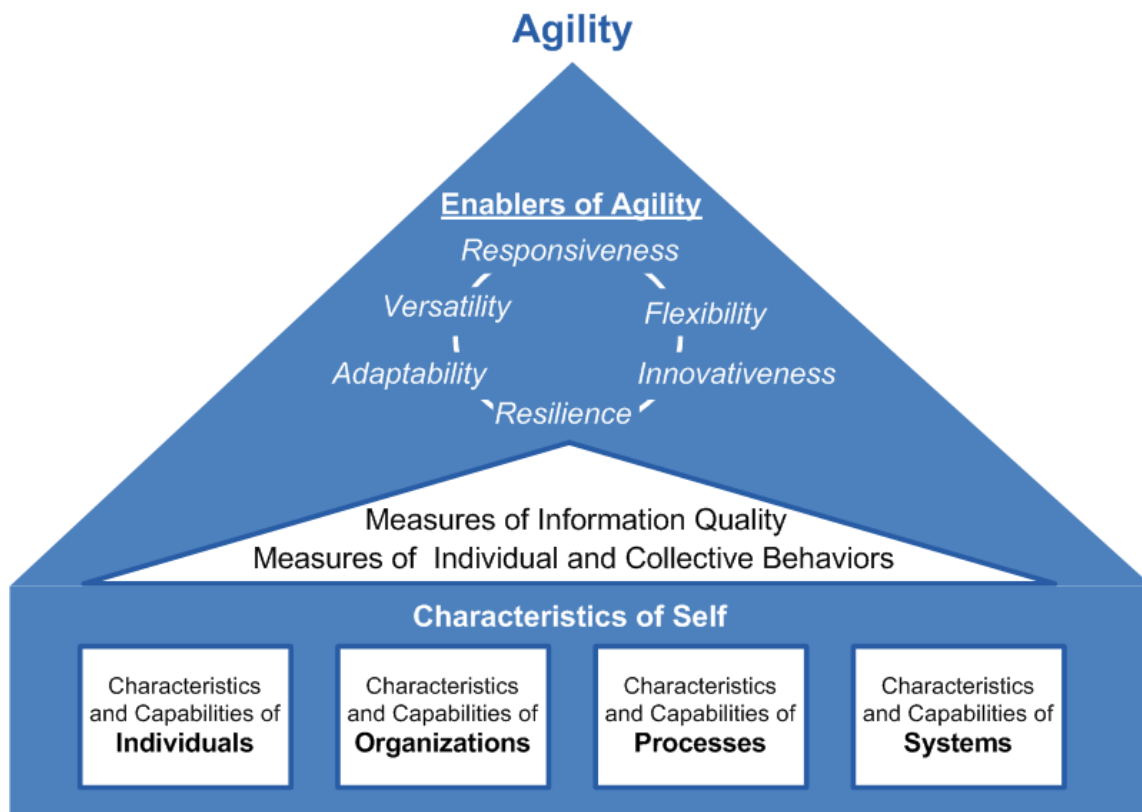 Agility
Enablers of Agility
Responsiveness
Versatility
Flexibility
Adaptability
Innovativeness
Resilience
Measures of Information Quality
Measures of Individual and Collective Behaviors
Characteristics of Self
Characteristics
and Capabilities of
Individuals
Characteristics
and Capabilities of
Organizations
Characteristics
and Capabilities of
Processes
Characteristics
and Capabilities of
Systems